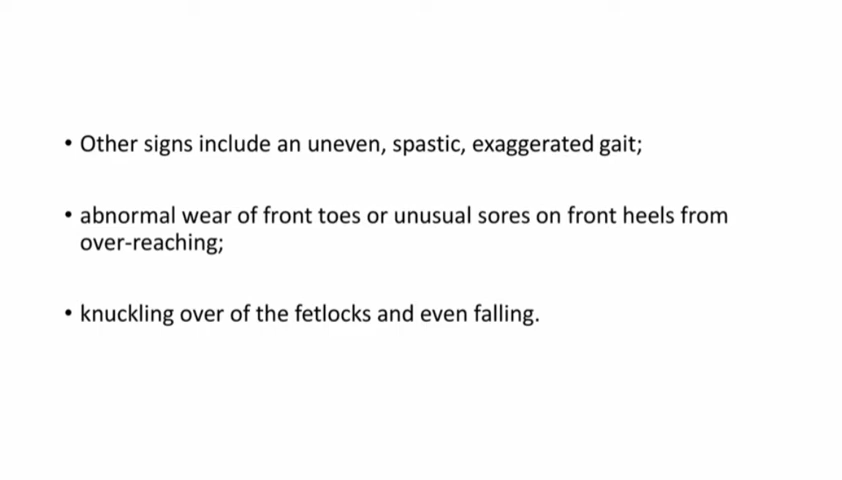 • Other signs include an uneven, spastic, exaggerated gait;
• abnormal wear of front toes or unusual sores on front heels from
over-reaching;
• knuckling over of the fetlocks and even falling.